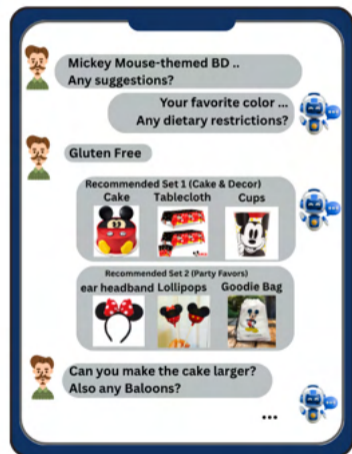 Mickey Mouse-themed BD ..
Any suggestions?
Your favorite color ...
Any dietary restrictions?
Gluten Free
Recommended Set 1 (Cake & Decor)
Cake Tablecloth Cups
Recommended Set 2 (Party Favors)
ear headband Lollipops Goodie Bag
Can you make the cake larger?
Also any Baloons?
...